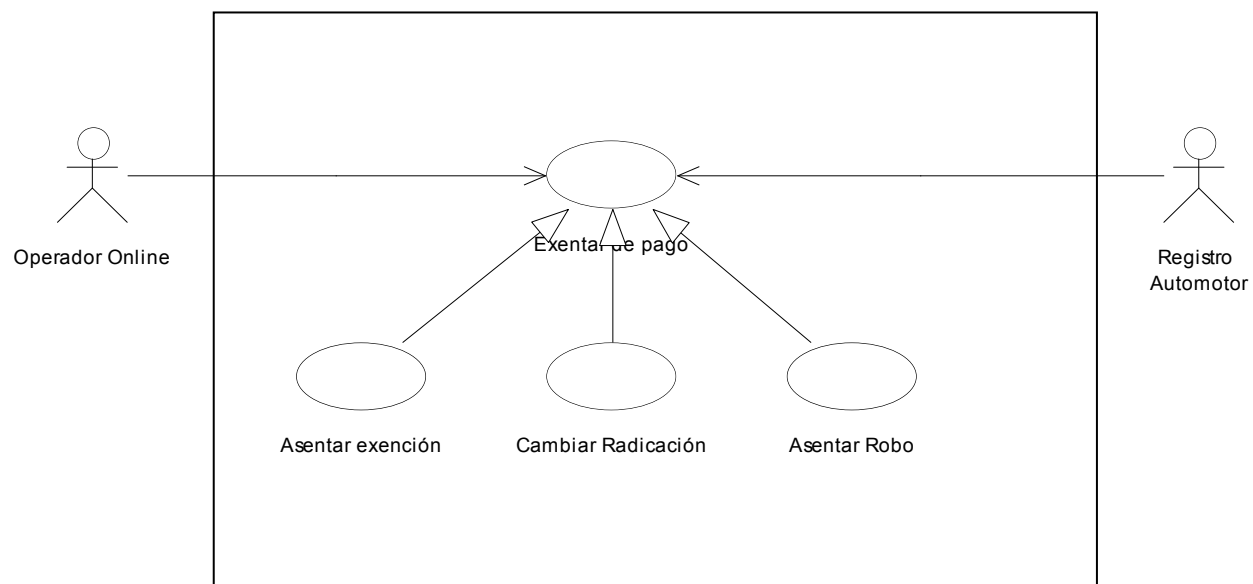 Exentar de pago
Operador Online
Registro
Automotor
Asentar exención
Cambiar Radicación
Asentar Robo